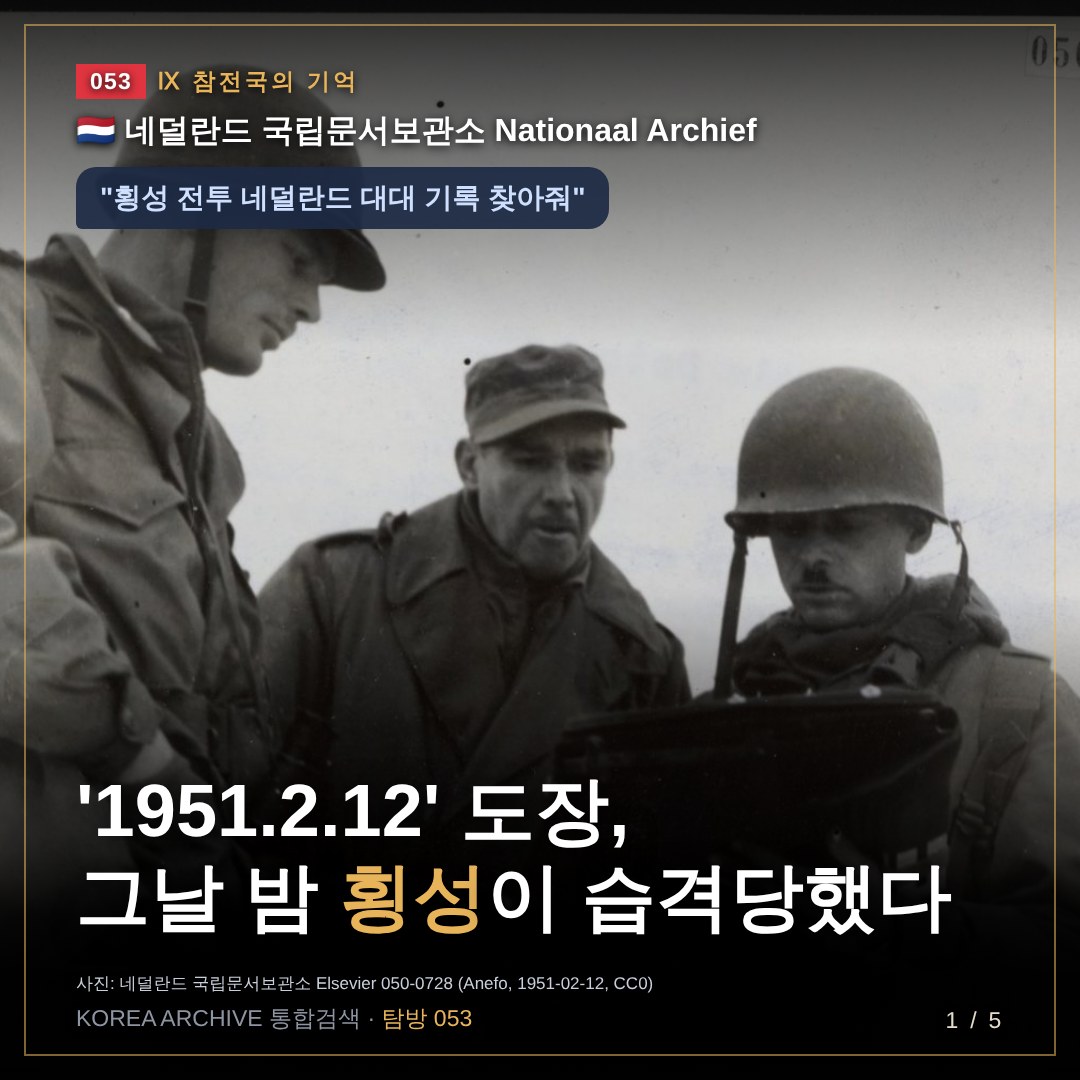 053 Ⅸ 참전국의 기억
네덜란드 국립문서보관소 Nationaal Archief
"횡성 전투 네덜란드 대대 기록 찾아줘"
'1951.2.12' 도장,
그날 밤 횡성이 습격당했다
사진: 네덜란드 국립문서보관소 Elsevier 050-0728 (Anefo, 1951-02-12, CC0)
KOREA ARCHIVE 통합검색 · 탐방 053
1 / 5